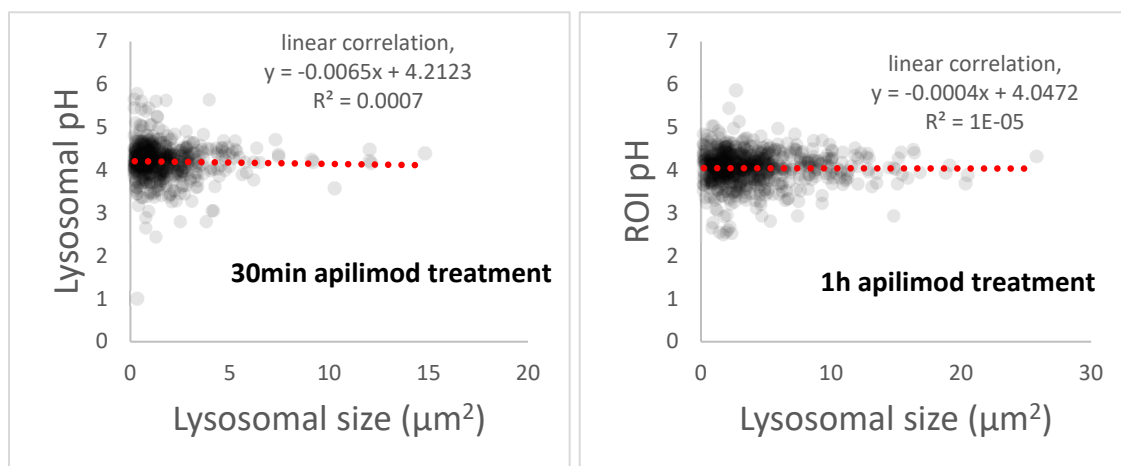 linear correlation,
y = -0.0065x + 4.2123
R² = 0.0007
7
6
5
4
3
2
1
0
Lysosomal pH
30min apilimod treatment
0
5
10
15
20
Lysosomal size (µm²)
linear correlation,
y = -0.0004x + 4.0472
R² = 1E-05
7
6
5
4
3
2
1
0
ROI pH
1h apilimod treatment
0
10
20
30
Lysosomal size (µm²)